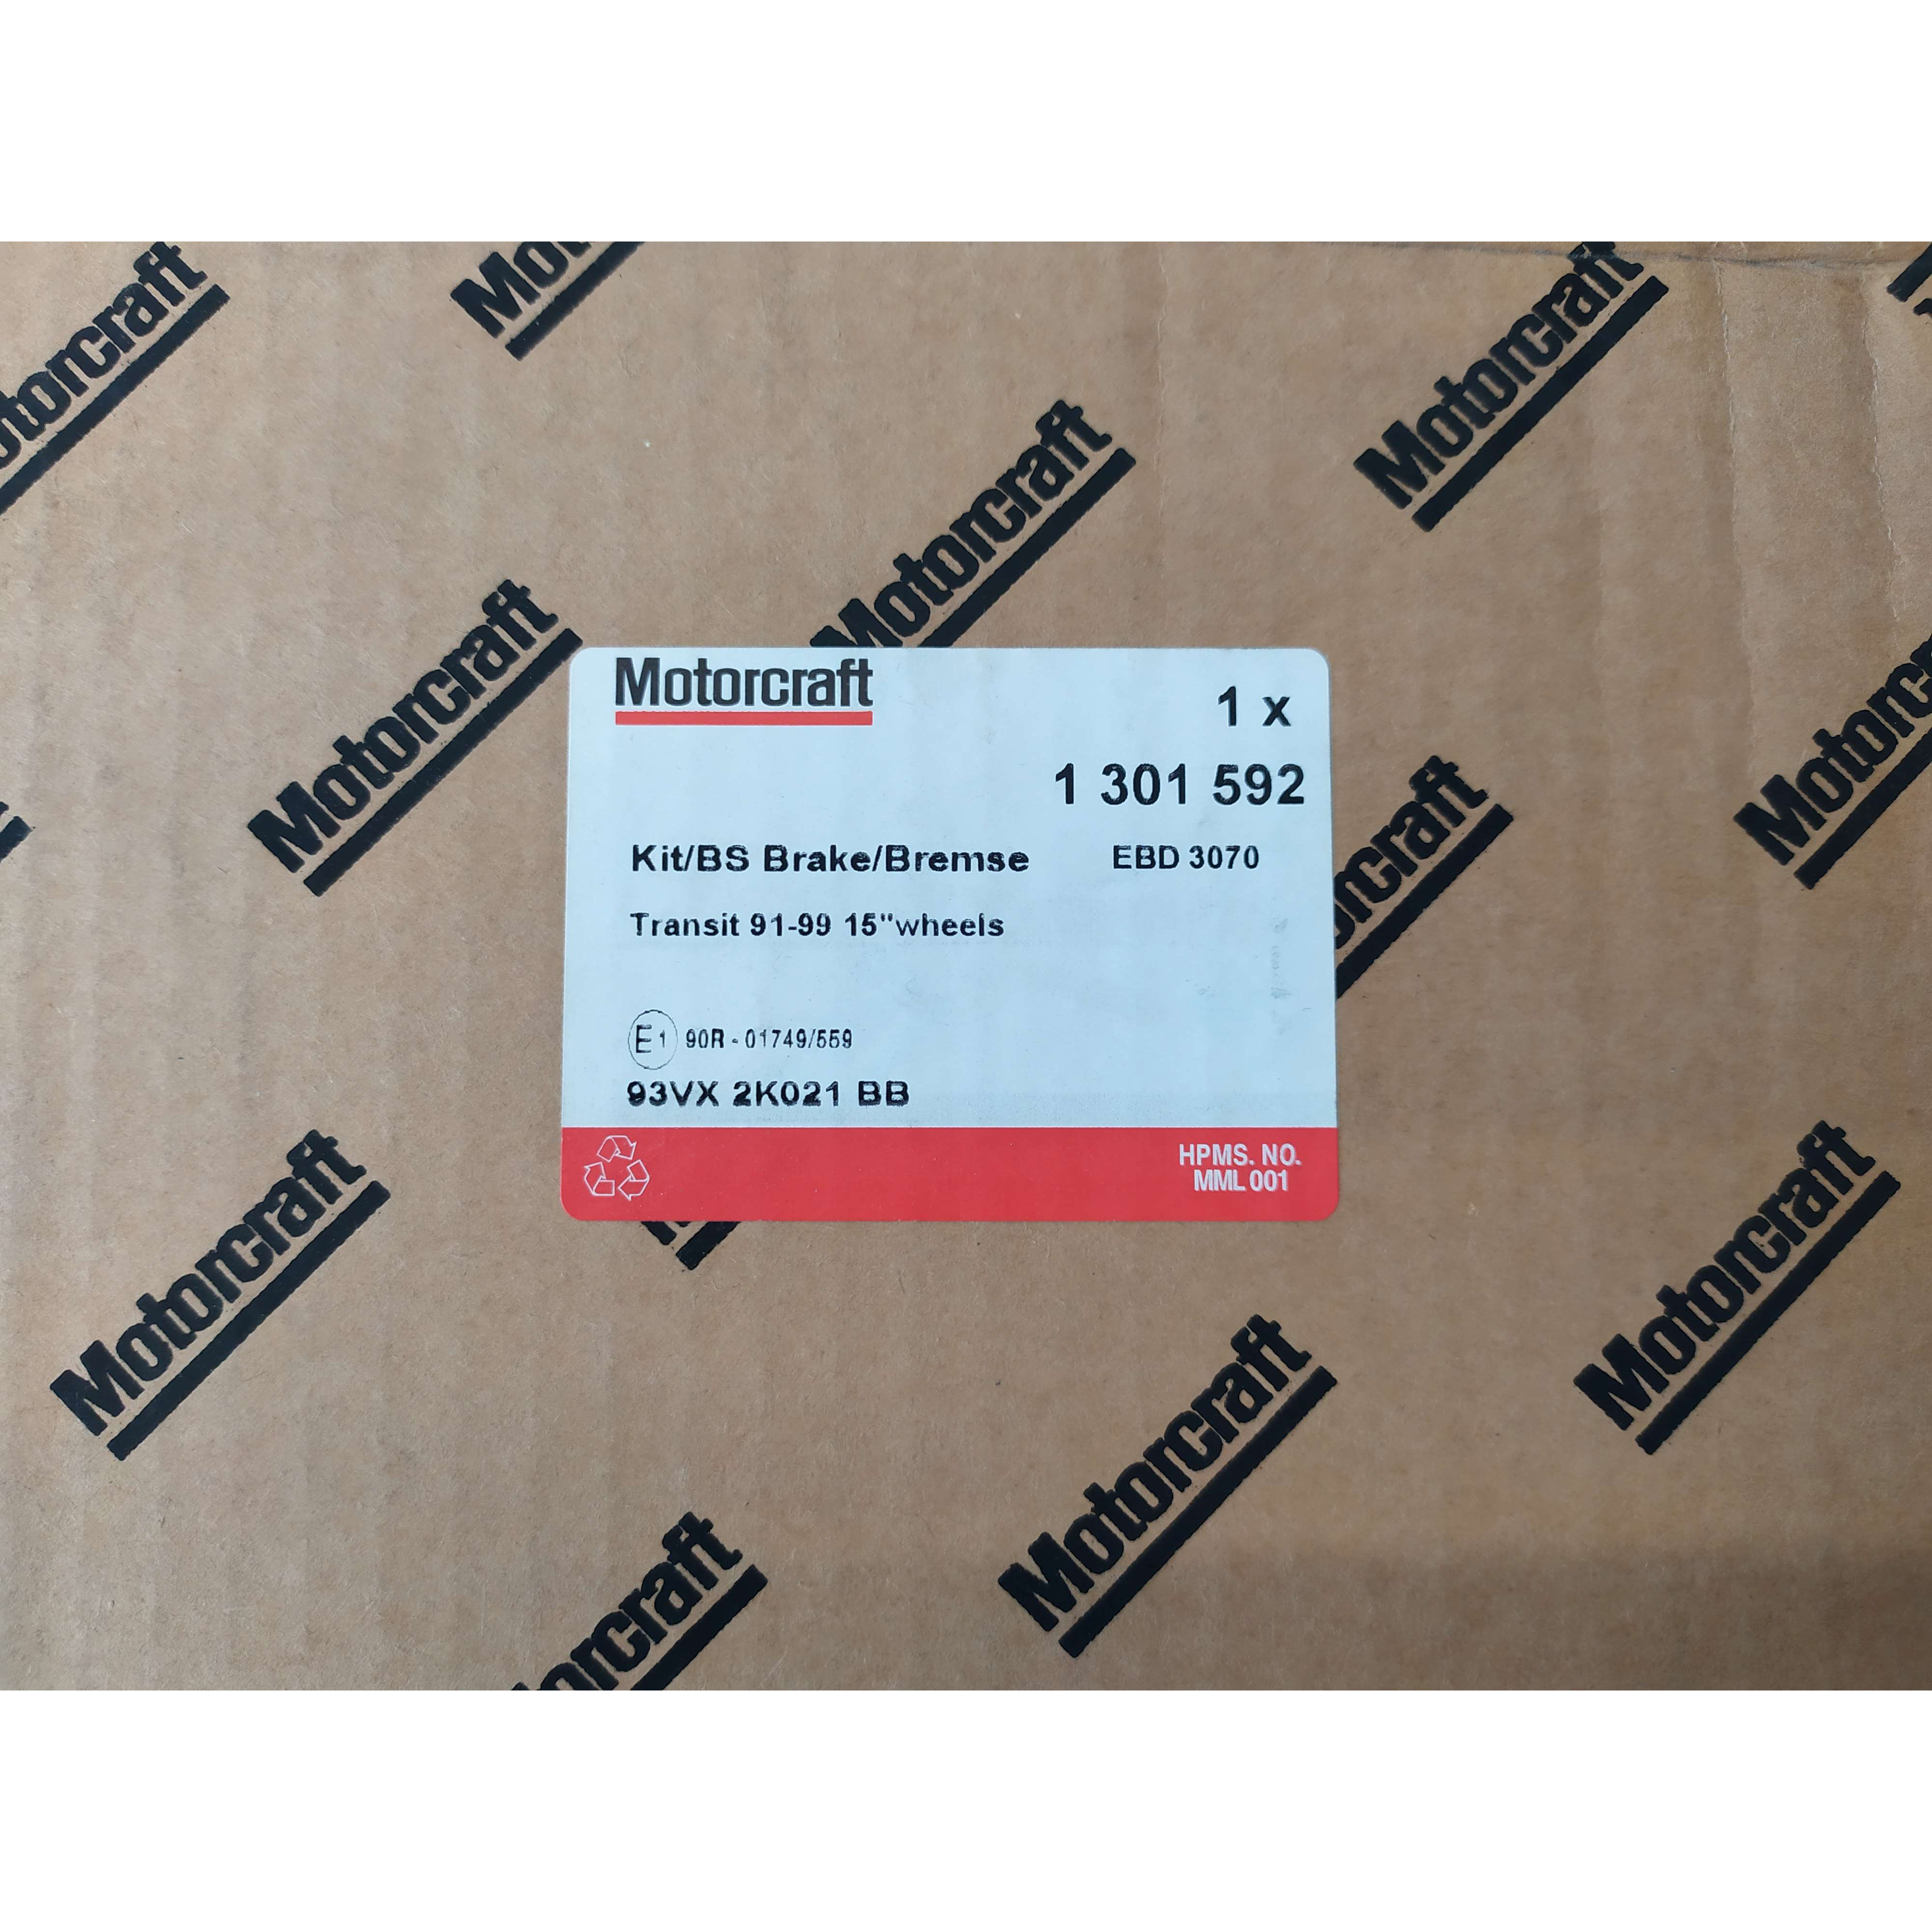 Motorcraft
Motorcraft
Motorcraft
Motorcraft
Motorcraft
1 x
1 301 592
Kit/BS Brake/Bremse EBD 3070
Transit 91-99 15"wheels
E1 90R - 01749/559
93VX 2K021 BB
HPMS. NO.
MML 001
Motorcraft
Motorcraft
Motorcraft